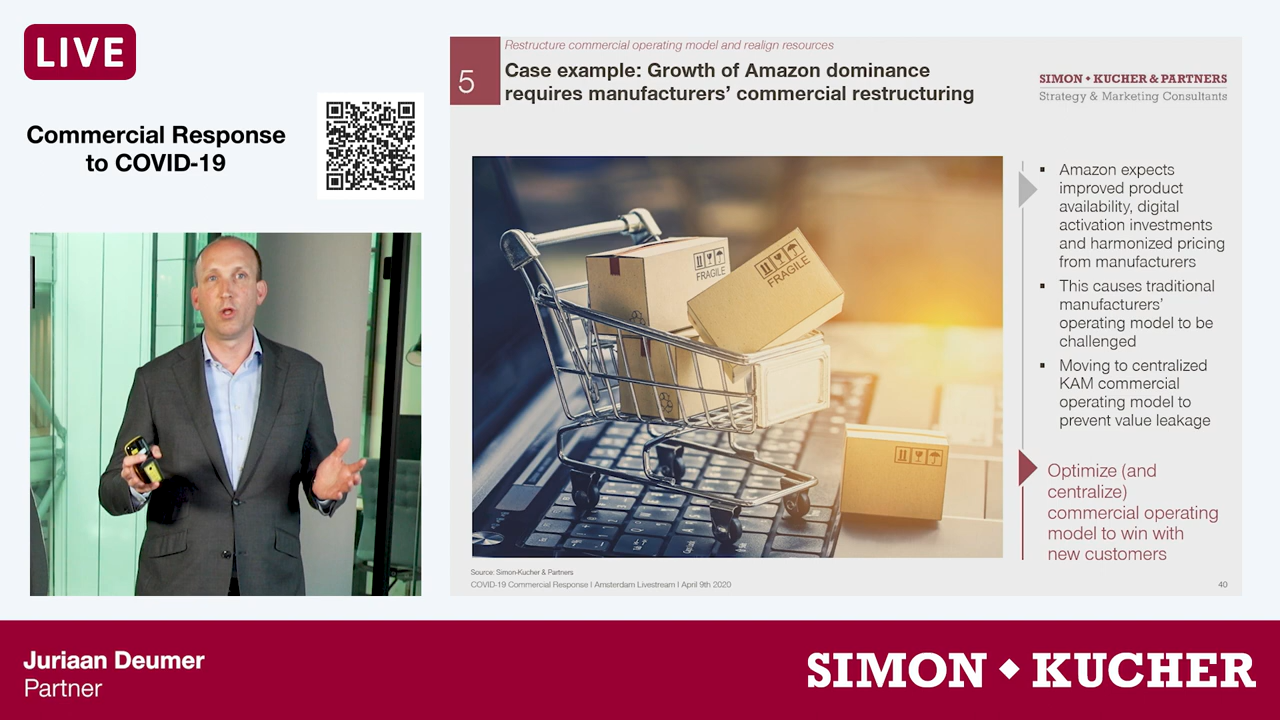 LIVE
Commercial Response
to COVID-19
Restructure commercial operating model and realign resources
5
Case example: Growth of Amazon dominance
requires manufacturers’ commercial restructuring
SIMON • KUCHER & PARTNERS
Strategy & Marketing Consultants
FRAGILE
FRAGILE
▪ Amazon expects
improved product
availability, digital
activation investments
and harmonized pricing
from manufacturers
▪ This causes traditional
manufacturers’
operating model to be
challenged
▪ Moving to centralized
KAM commercial
operating model to
prevent value leakage
Optimize (and
centralize)
commercial operating
model to win with
new customers
Source: Simon-Kucher & Partners
COVID-19 Commercial Response I Amsterdam Livestream I April 9th 2020
40
Juriaan Deumer
Partner
SIMON ◆ KUCHER